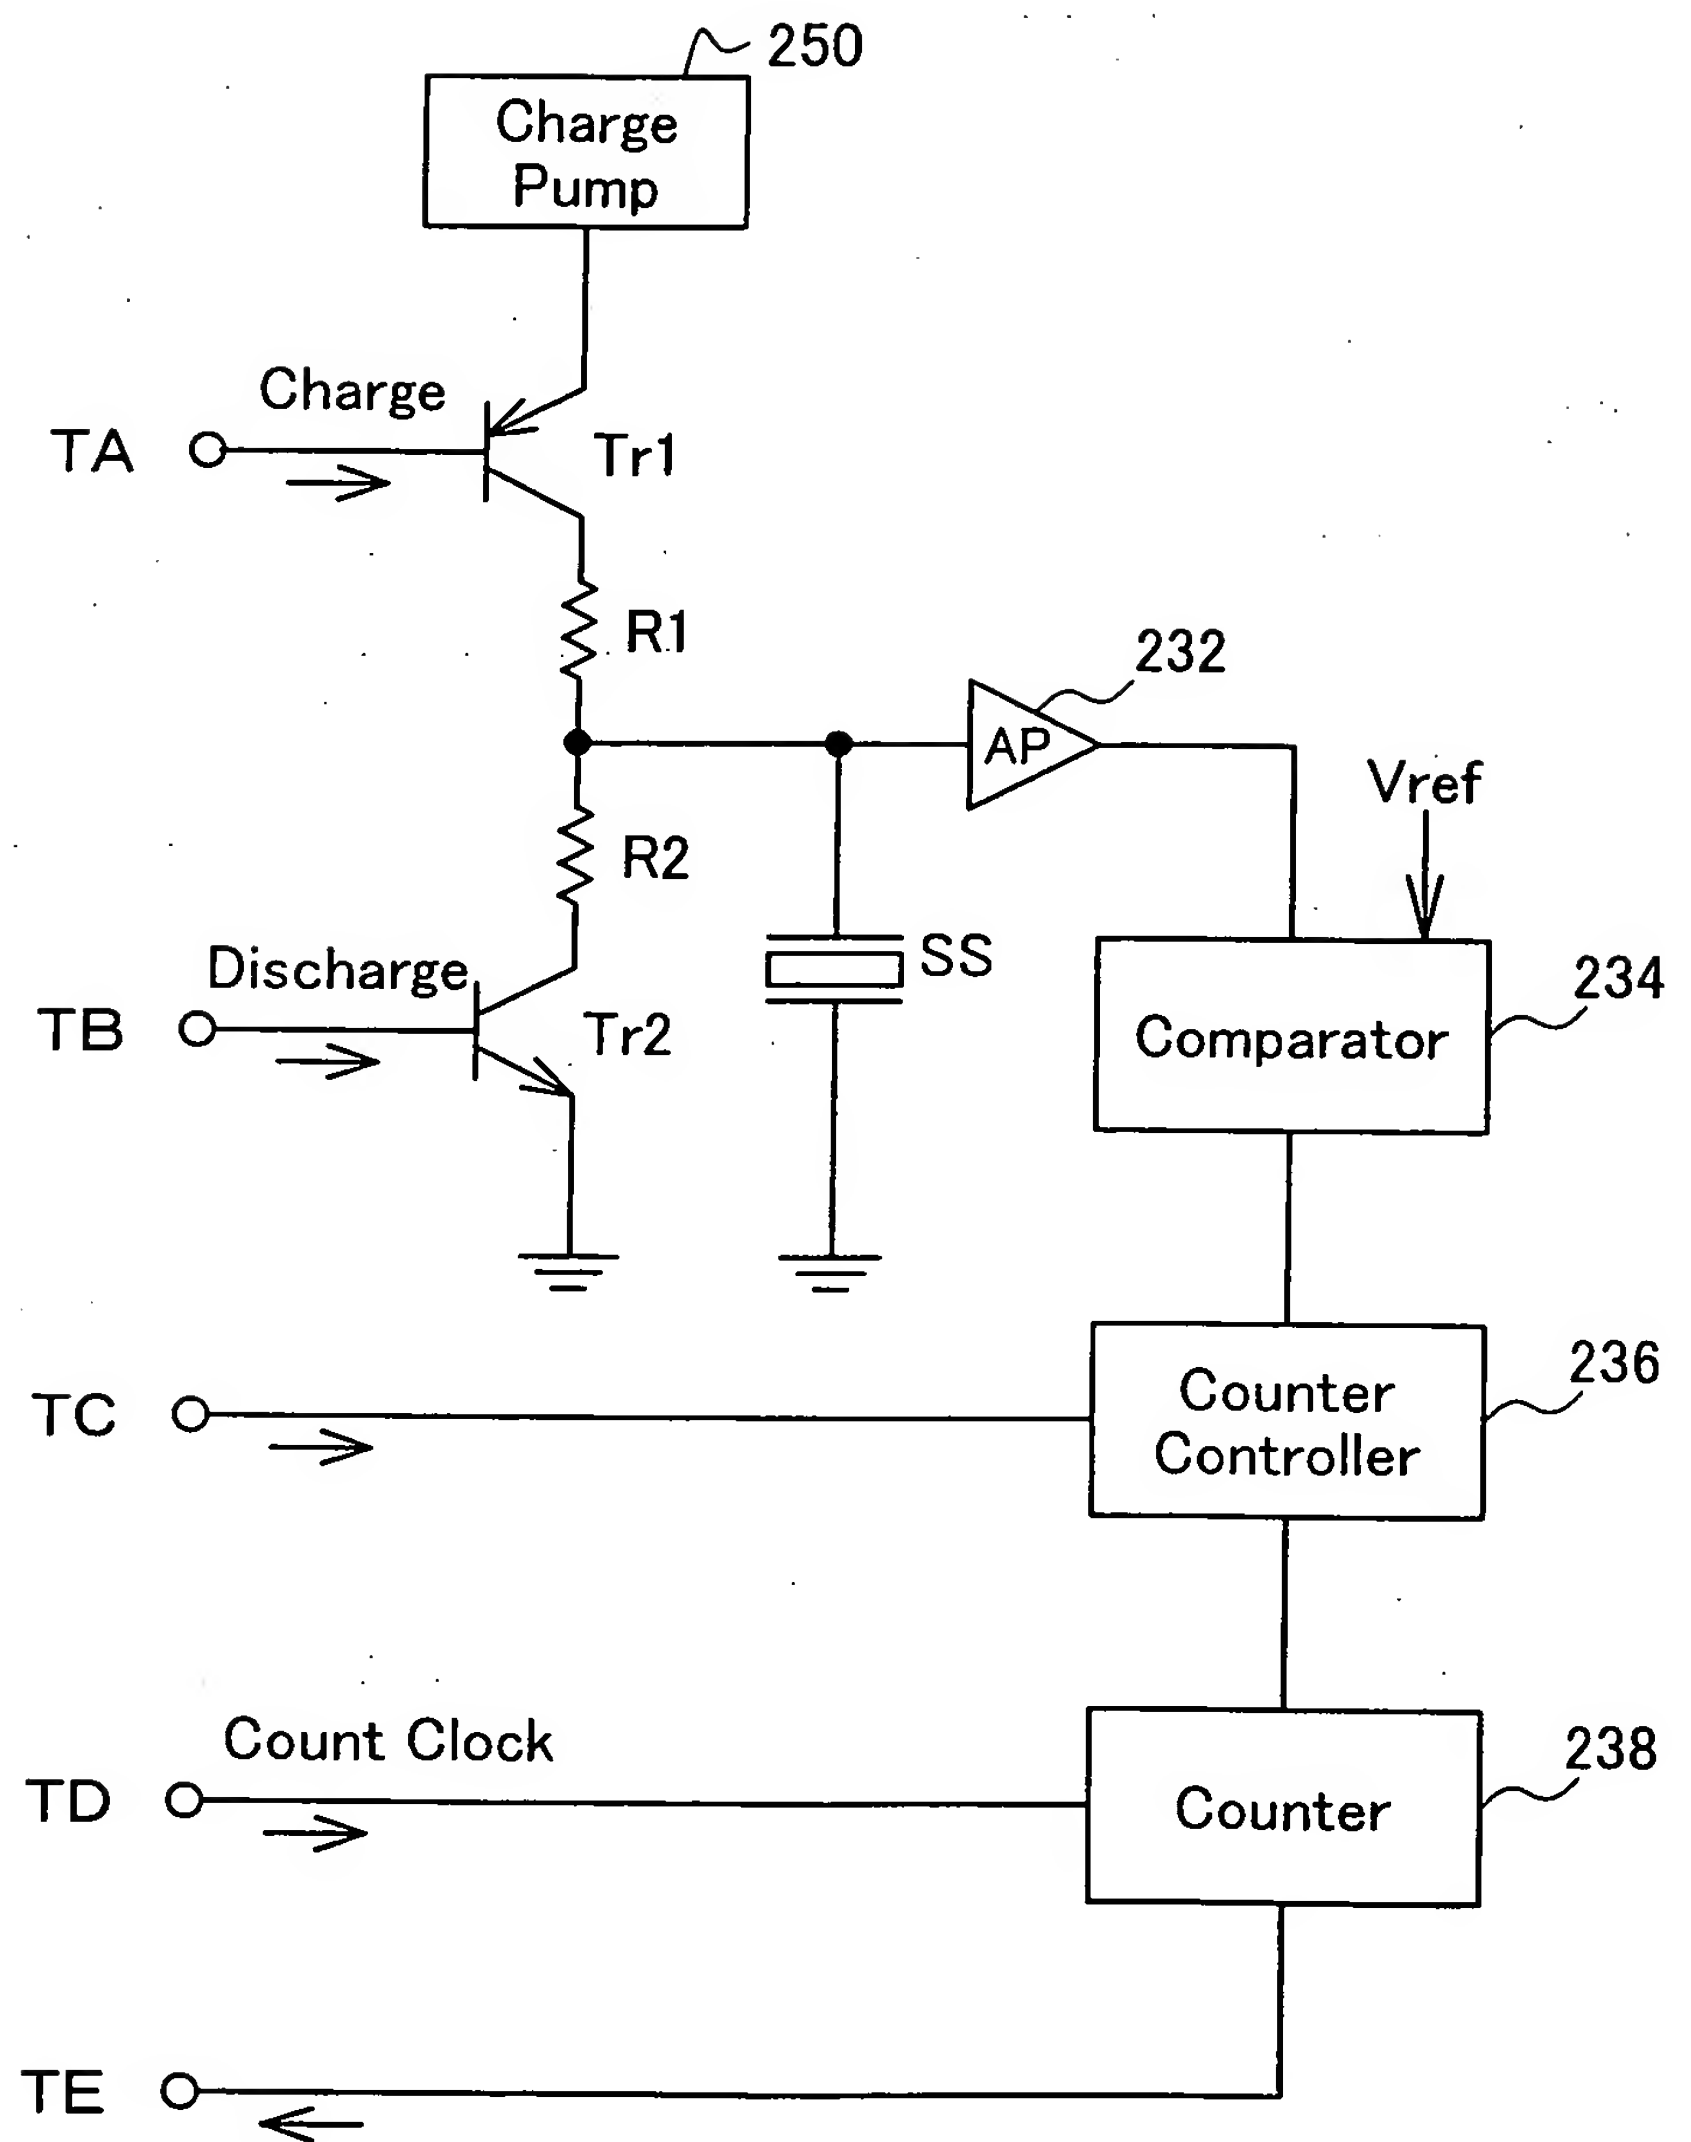 250
Charge
Pump
Charge
TA
Tr1
R1
232
AP
Vref
R2
Discharge
SS
234
TB
Tr2
Comparator
236
TC
Counter
Controller
Count Clock
238
TD
Counter
TE